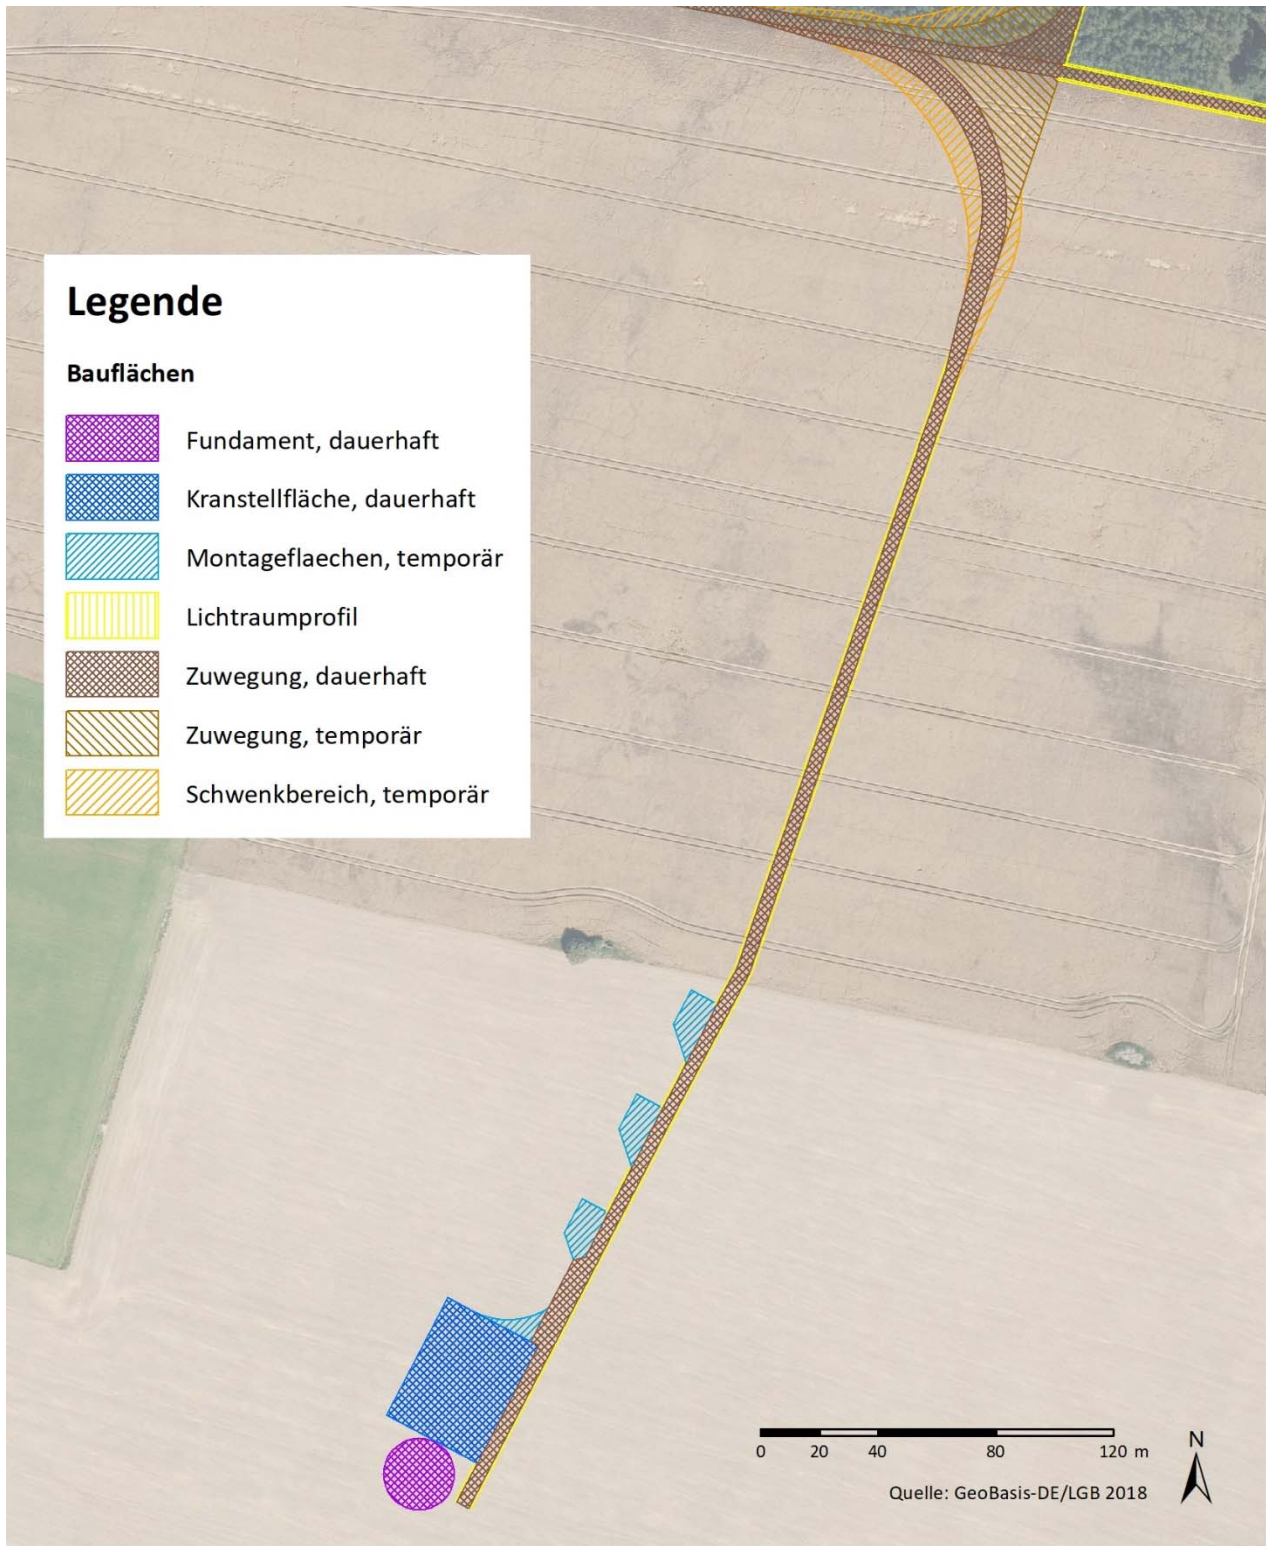 Legende
Bauflächen
Fundament, dauerhaft
Kranstellfläche, dauerhaft
Montageflaechen, temporär
Lichtraumprofil
Zuwegung, dauerhaft
Zuwegung, temporär
Schwenkbereich, temporär
0 20 40 80 120 m
N
Quelle: GeoBasis-DE/LGB 2018